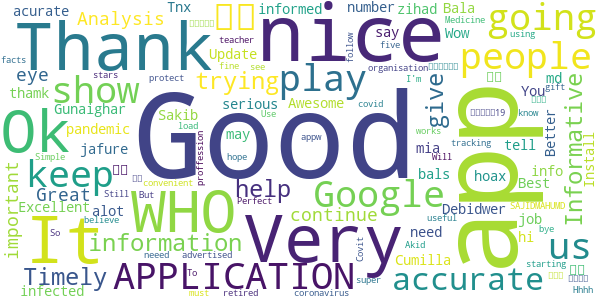 acurate Tnx informed number zihad Bala
Analysis Wow say Medicine going
Thank nice follow five using
facts teacher Update fine see organisation
eye stars trying play I'm people
thamk protect Awesome covid give md gift
show serious load appw You know
Gunaighar Sakib may works
Ok pandemic hope Will tracking tell Better Install
jafure proffession Use mia app
keep Good Perfect bals hoax info
Simple help Google Best Informative
Great alot continue Debidwer job SAJIDWAHUND
Excellent WHO need useful hi
important Still But believe Covit Akid bye
So It information Very Cumilla us
Timely neeed advertised APPLICATION super accurate starting
infected To must retired coronavirus convenient Hhhh